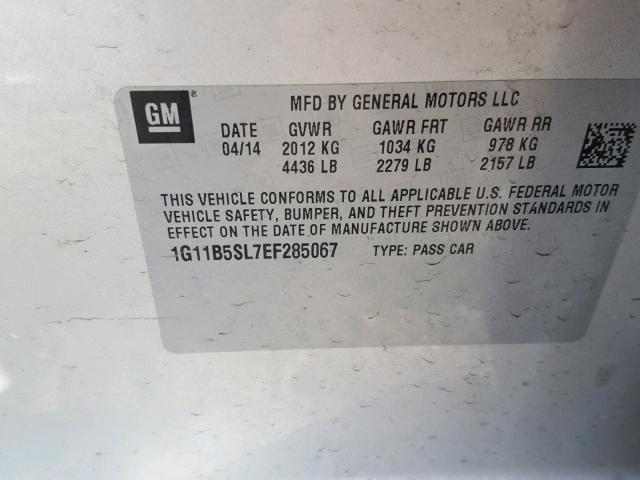 GM
MFD BY GENERAL MOTORS LLC
DATE GVWR GAWR FRT GAWR RR
04/14 2012 KG 1034 KG 978 KG
4436 LB 2279 LB 2157 LB
THIS VEHICLE CONFORMS TO ALL APPLICABLE U.S. FEDERAL MOTOR
VEHICLE SAFETY, BUMPER, AND THEFT PREVENTION STANDARDS IN
EFFECT ON THE DATE OF MANUFACTURE SHOWN ABOVE.
1G11B5SL7EF285067 TYPE: PASS CAR